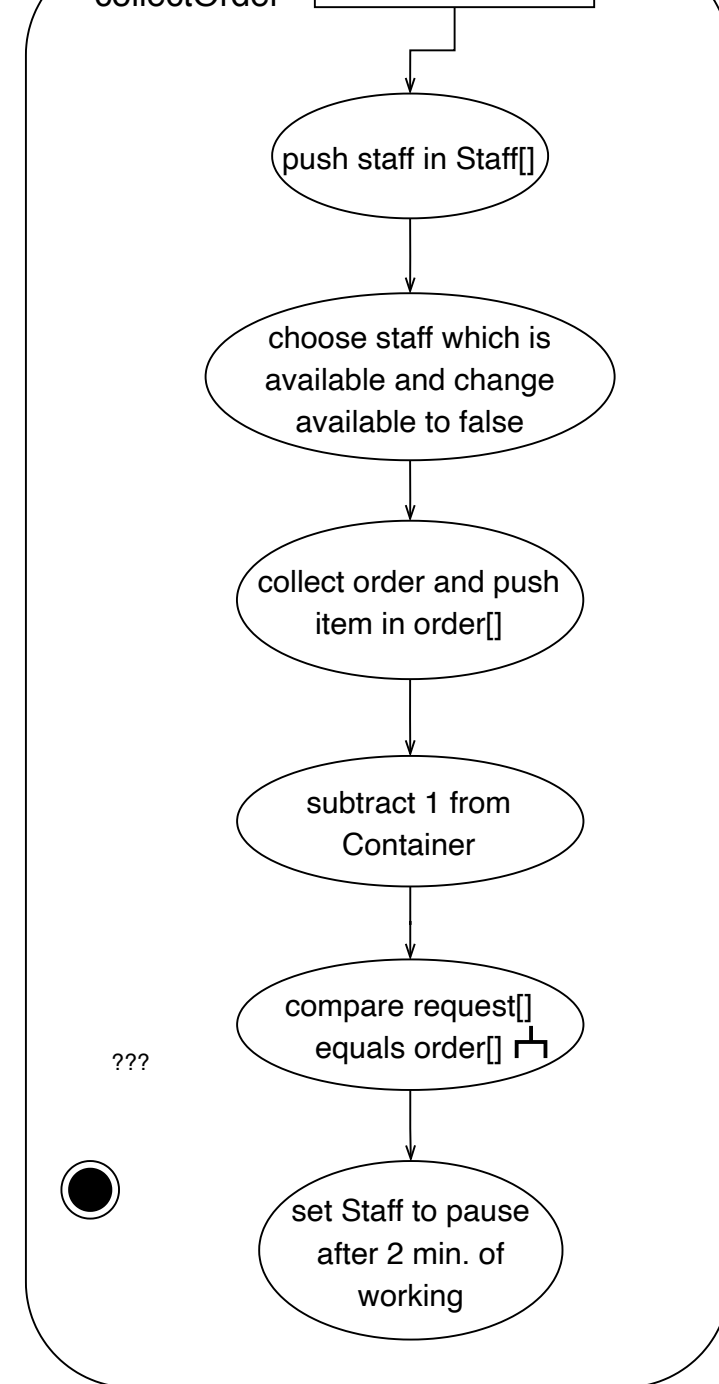 collectOrder
push staff in Staff[]
choose staff which is
available and change
available to false
collect order and push
item in order[]
subtract 1 from
Container
compare request[]
equals order[]
???
set Staff to pause
after 2 min. of
working